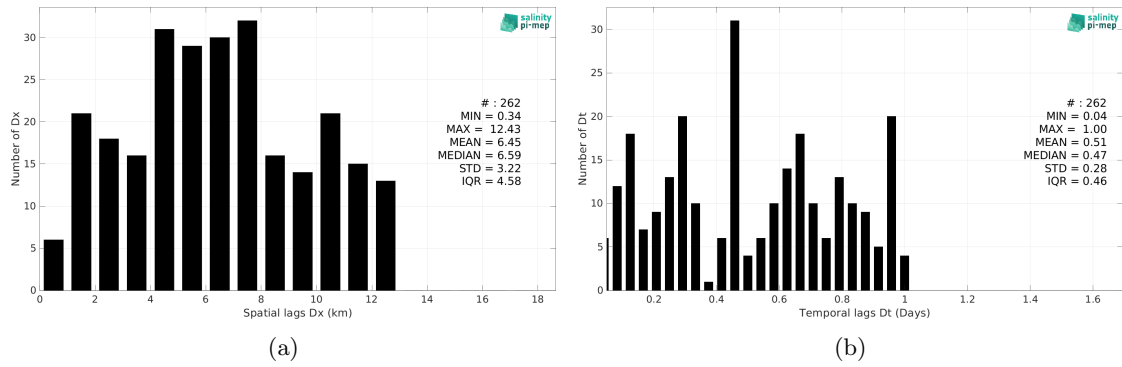 salinity
pi-mep
Number of Dx
30
25
20
15
10
5
0
# : 262
MIN = 0.34
MAX = 12.43
MEAN = 6.45
MEDIAN = 6.59
STD = 3.22
IQR = 4.58
0 2 4 6 8 10 12 14 16 18
Spatial lags Dx (km)
(a)
salinity
pi-mep
Number of Dt
30
25
20
15
10
5
0
# : 262
MIN = 0.04
MAX = 1.00
MEAN = 0.51
MEDIAN = 0.47
STD = 0.28
IQR = 0.46
0.2 0.4 0.6 0.8 1 1.2 1.4 1.6
Temporal lags Dt (Days)
(b)